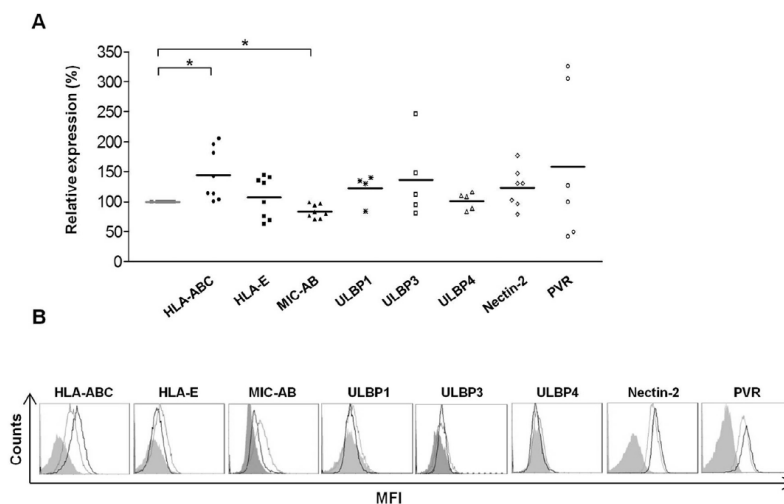 A
350
300
250
200
150
100
50
0
Relative expression (%)
*
*
HLA-ABC
HLA-E
MIC-AB
ULBP1
ULBP3
ULBP4
Nectin-2
PVR
B
HLA-ABC HLA-E MIC-AB ULBP1 ULBP3 ULBP4 Nectin-2 PVR
Counts
MFI